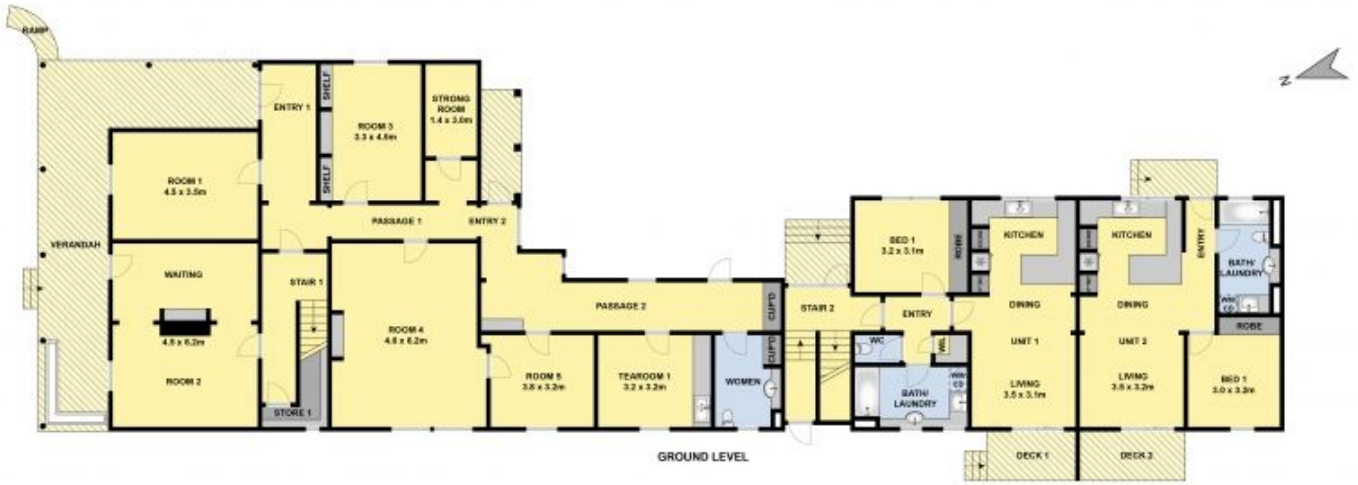 RAMP
Z
ENTRY 1
SHELF
SHELF
ROOM 3
3.3 x 4.6m
STRONG
ROOM
1.4 x 3.0m
ROOM 1
4.5 x 3.5m
PASSAGE 1
ENTRY 2
VERANDAH
WAITING
4.8 x 6.2m
ROOM 2
STAIR 1
STORE 1
ROOM 4
4.6 x 6.2m
PASSAGE 2
CUP'D
CUP'D
ROOM 5
3.8 x 3.2m
TEAROOM 1
3.2 x 3.2m
WOMEN
STAIR 2
BED 1
3.2 x 3.1m
ROBE
ENTRY
WC
BATH/
LAUNDRY
WM/
CD
KITCHEN
DINING
UNIT 1
LIVING
3.5 x 3.1m
DECK 1
KITCHEN
DINING
UNIT 2
LIVING
3.6 x 3.2m
DECK 2
ENTRY
BATH/
LAUNDRY
WM/
CD
ROBE
BED 1
3.0 x 3.2m
GROUND LEVEL